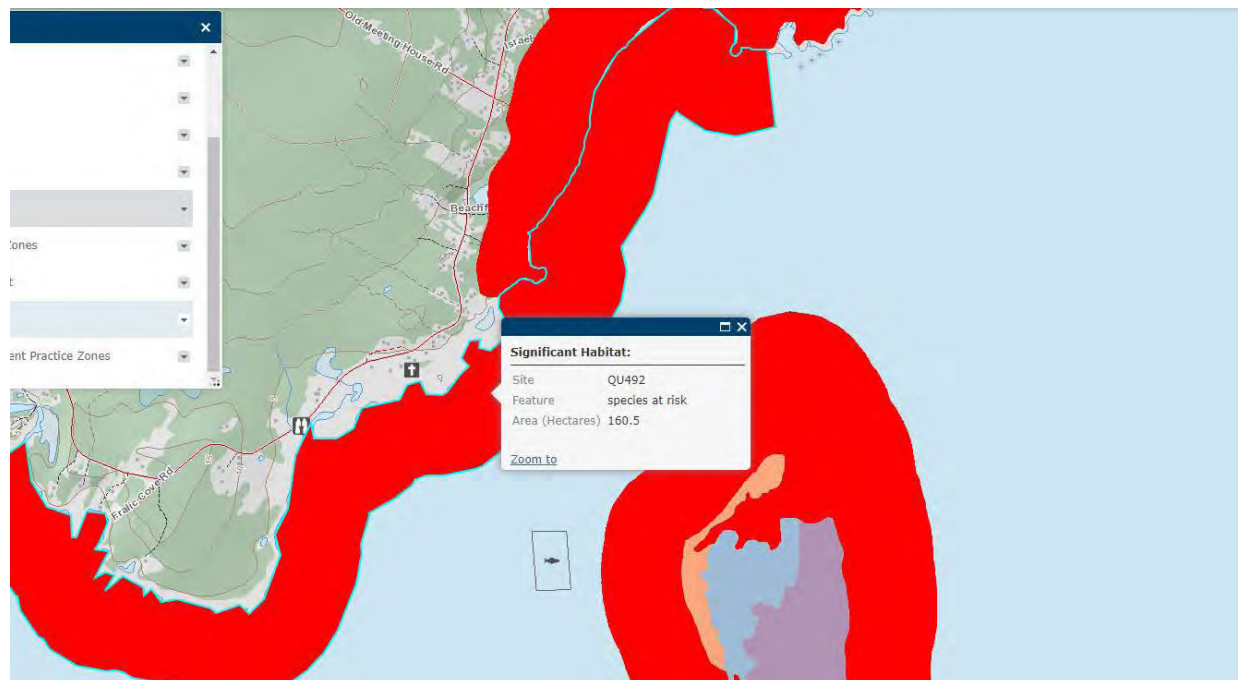 Old Meeting House Rd
Israel
Beachf
ones
t
ent Practice Zones
Significant Habitat:
Site QU492
Feature species at risk
Area (Hectares) 160.5
Zoom to
Fralic Cove Rd